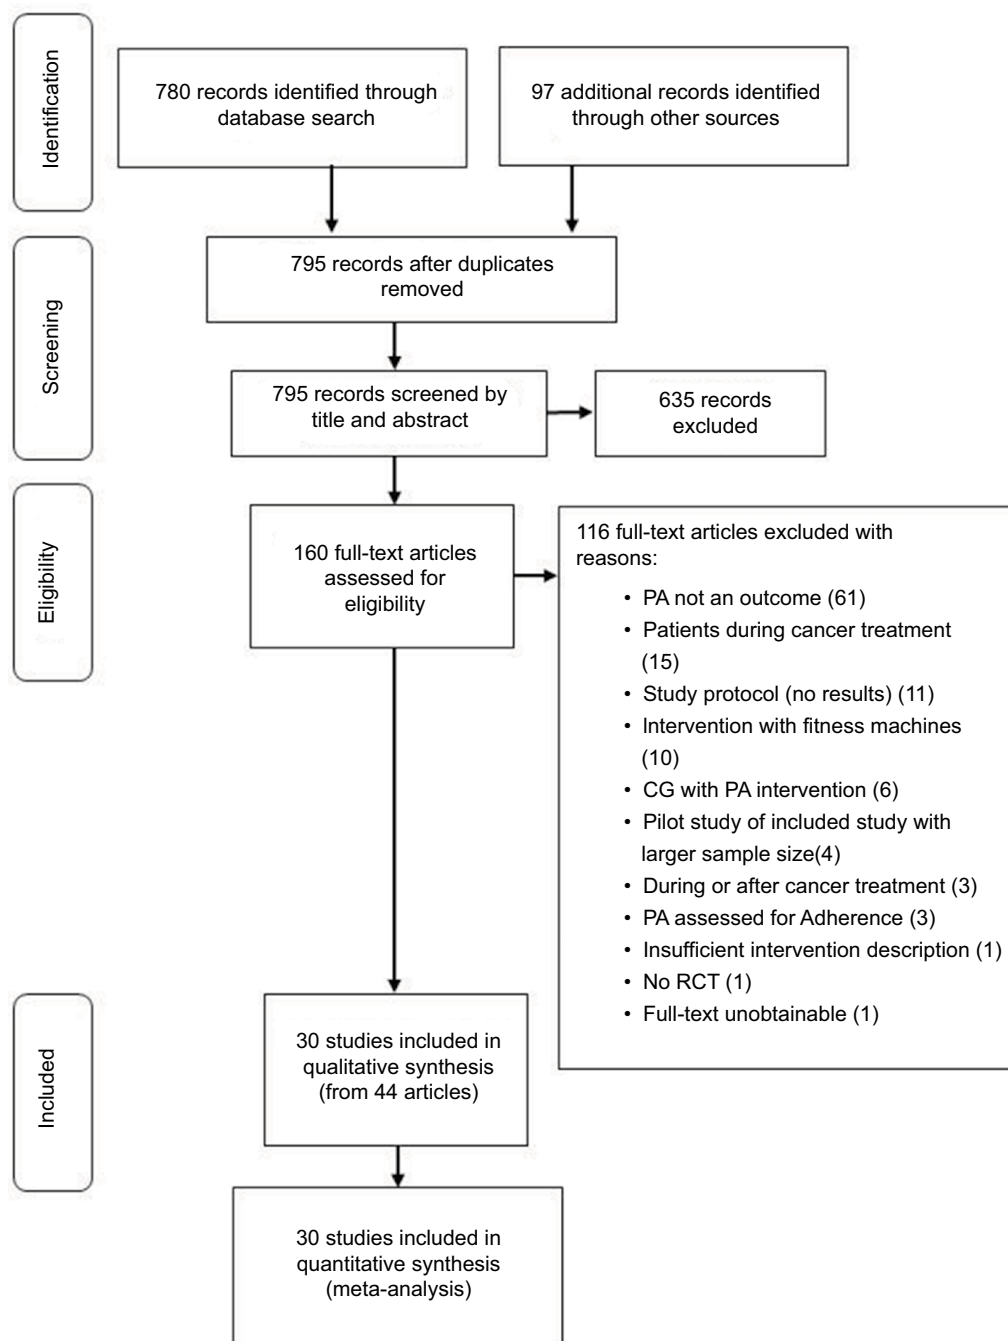 Identification
780 records identified through
database search
97 additional records identified
through other sources
Screening
795 records after duplicates
removed
795 records screened by
title and abstract
635 records
excluded
Eligibility
160 full-text articles
assessed for
eligibility
116 full-text articles excluded with
reasons:
• PA not an outcome (61)
• Patients during cancer treatment
(15)
• Study protocol (no results) (11)
• Intervention with fitness machines
(10)
• CG with PA intervention (6)
• Pilot study of included study with
larger sample size(4)
• During or after cancer treatment (3)
• PA assessed for Adherence (3)
• Insufficient intervention description (1)
• No RCT (1)
• Full-text unobtainable (1)
Included
30 studies included in
qualitative synthesis
(from 44 articles)
30 studies included in
quantitative synthesis
(meta-analysis)